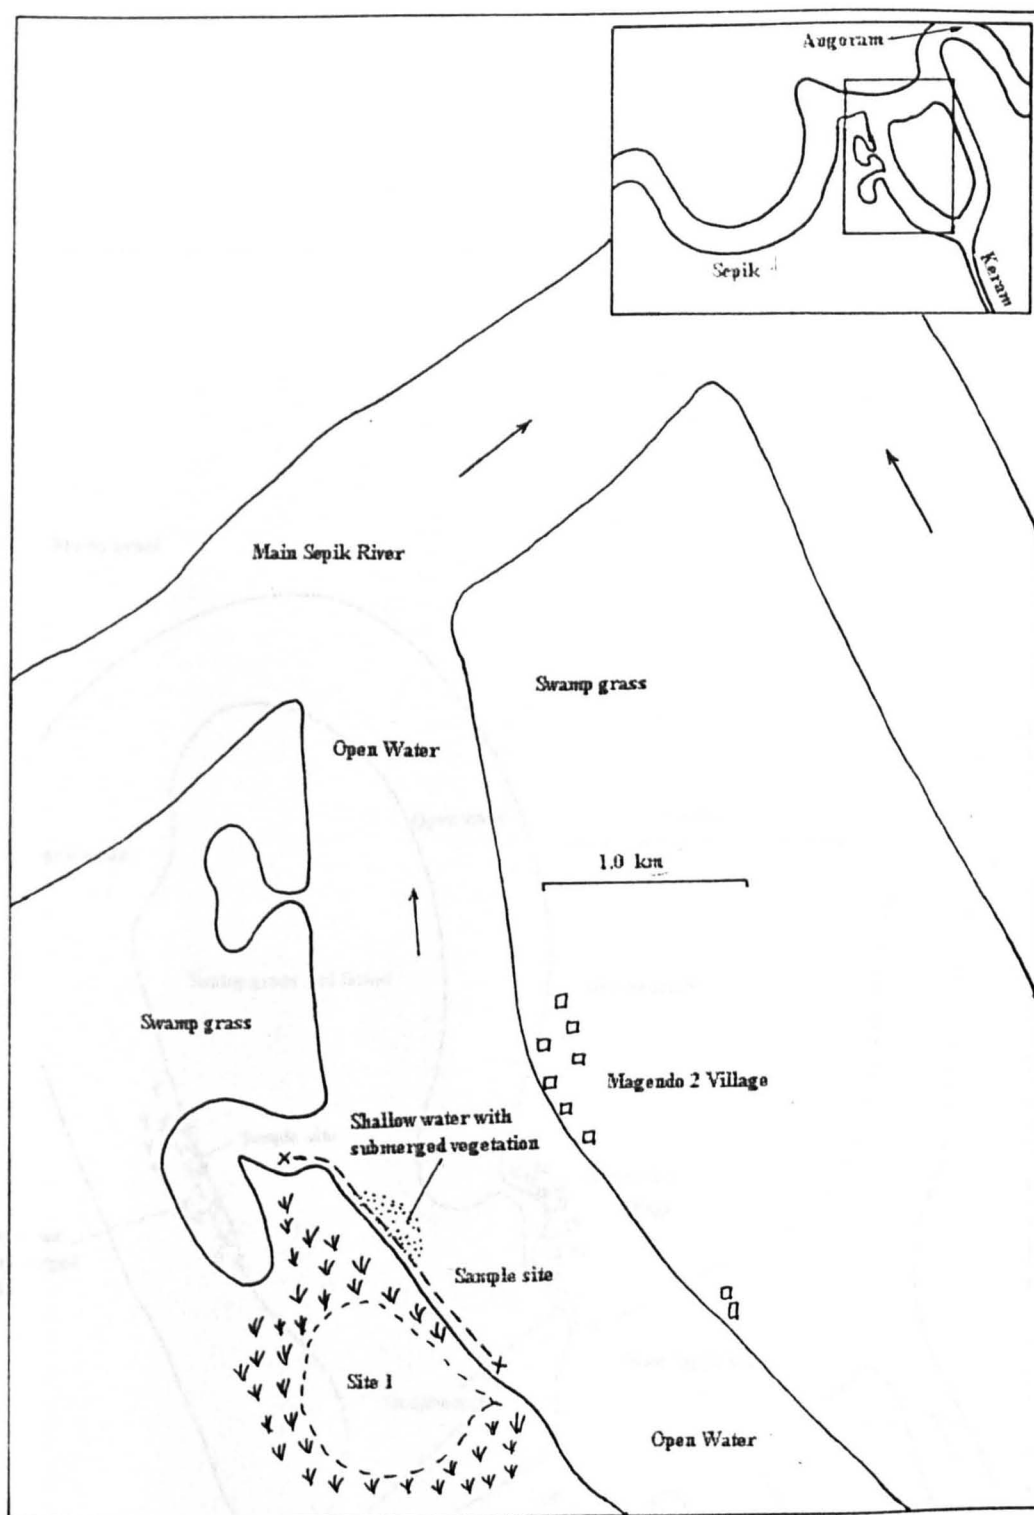 Angoram
Sepik
Keram
Main Sepik River
Swamp grass
Open Water
1.0 km
Swamp grass
Magendo 2 Village
Shallow water with
submerged vegetation
Sample site
Site 1
Open Water